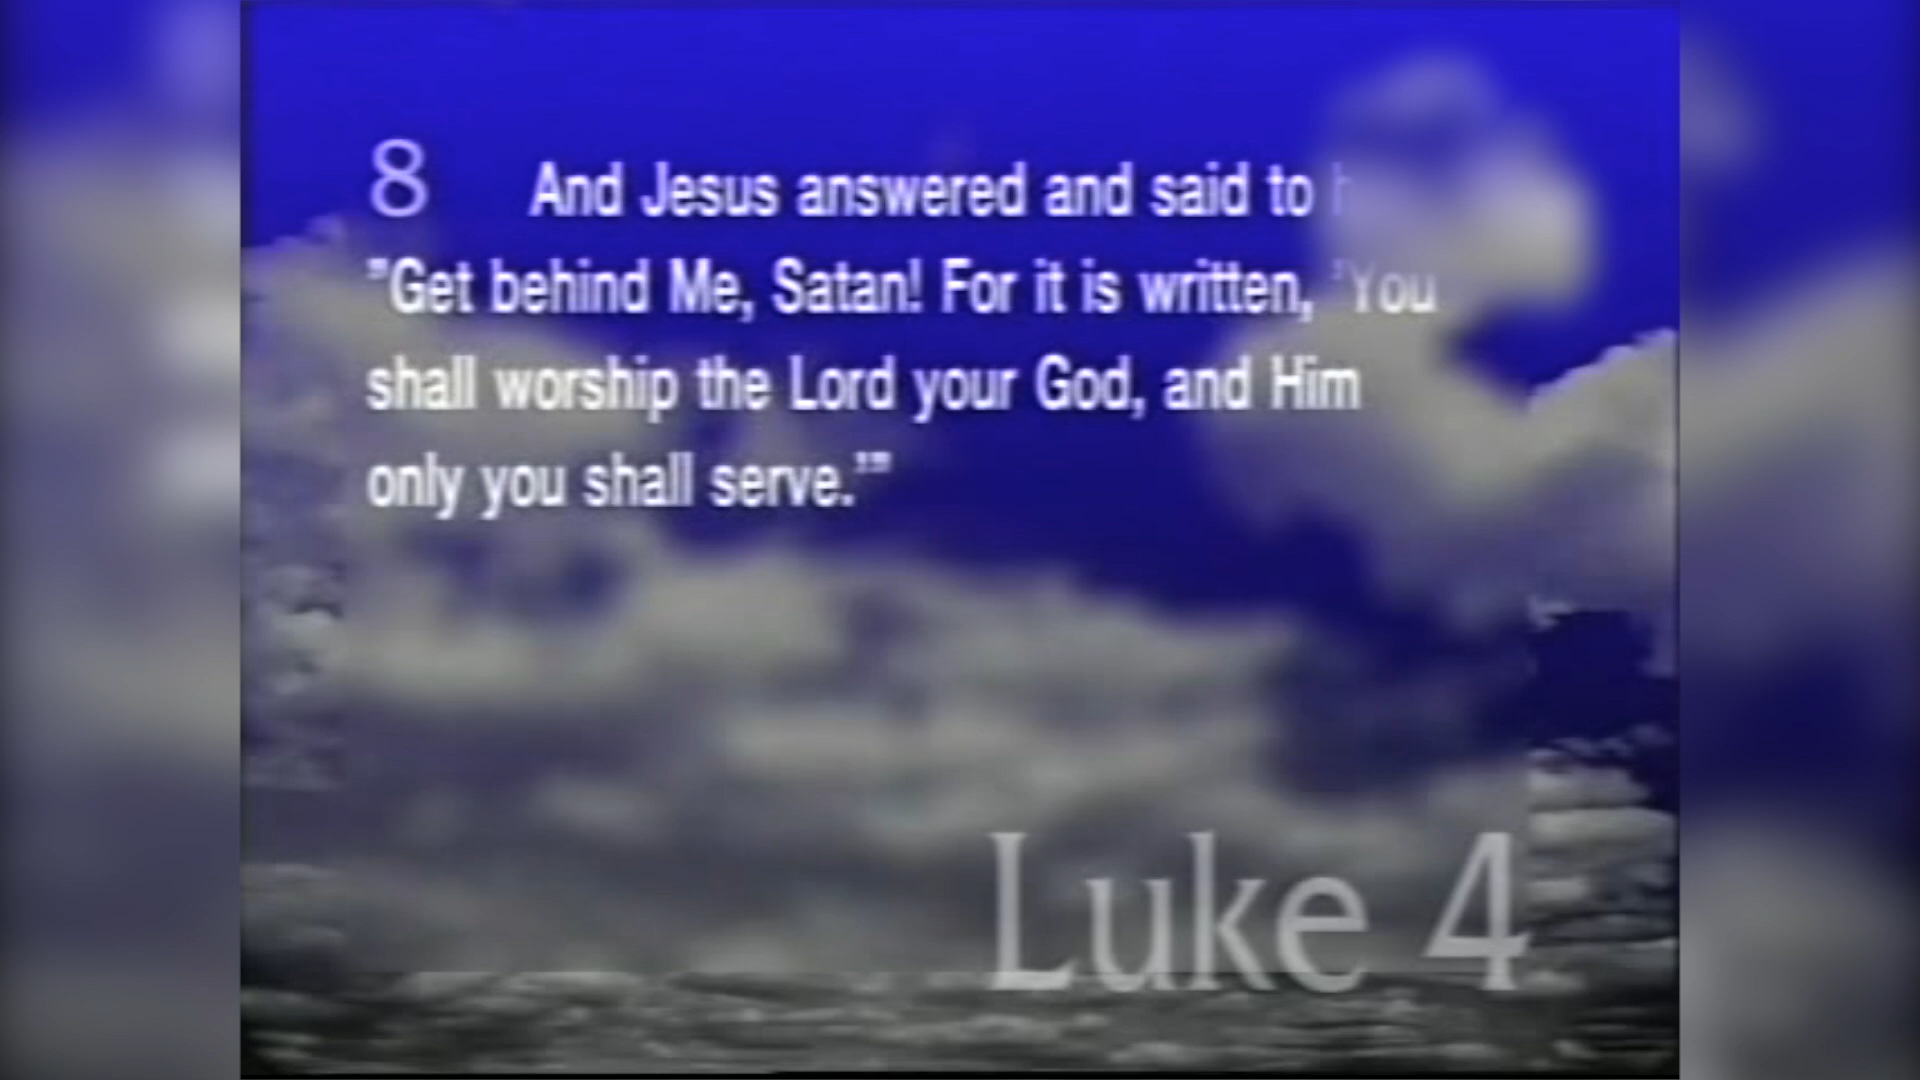 8 And Jesus answered and said to
"Get behind Me, Satan! For it is written, 'You
shall worship the Lord your God, and Him
only you shall serve.'"
Luke 4